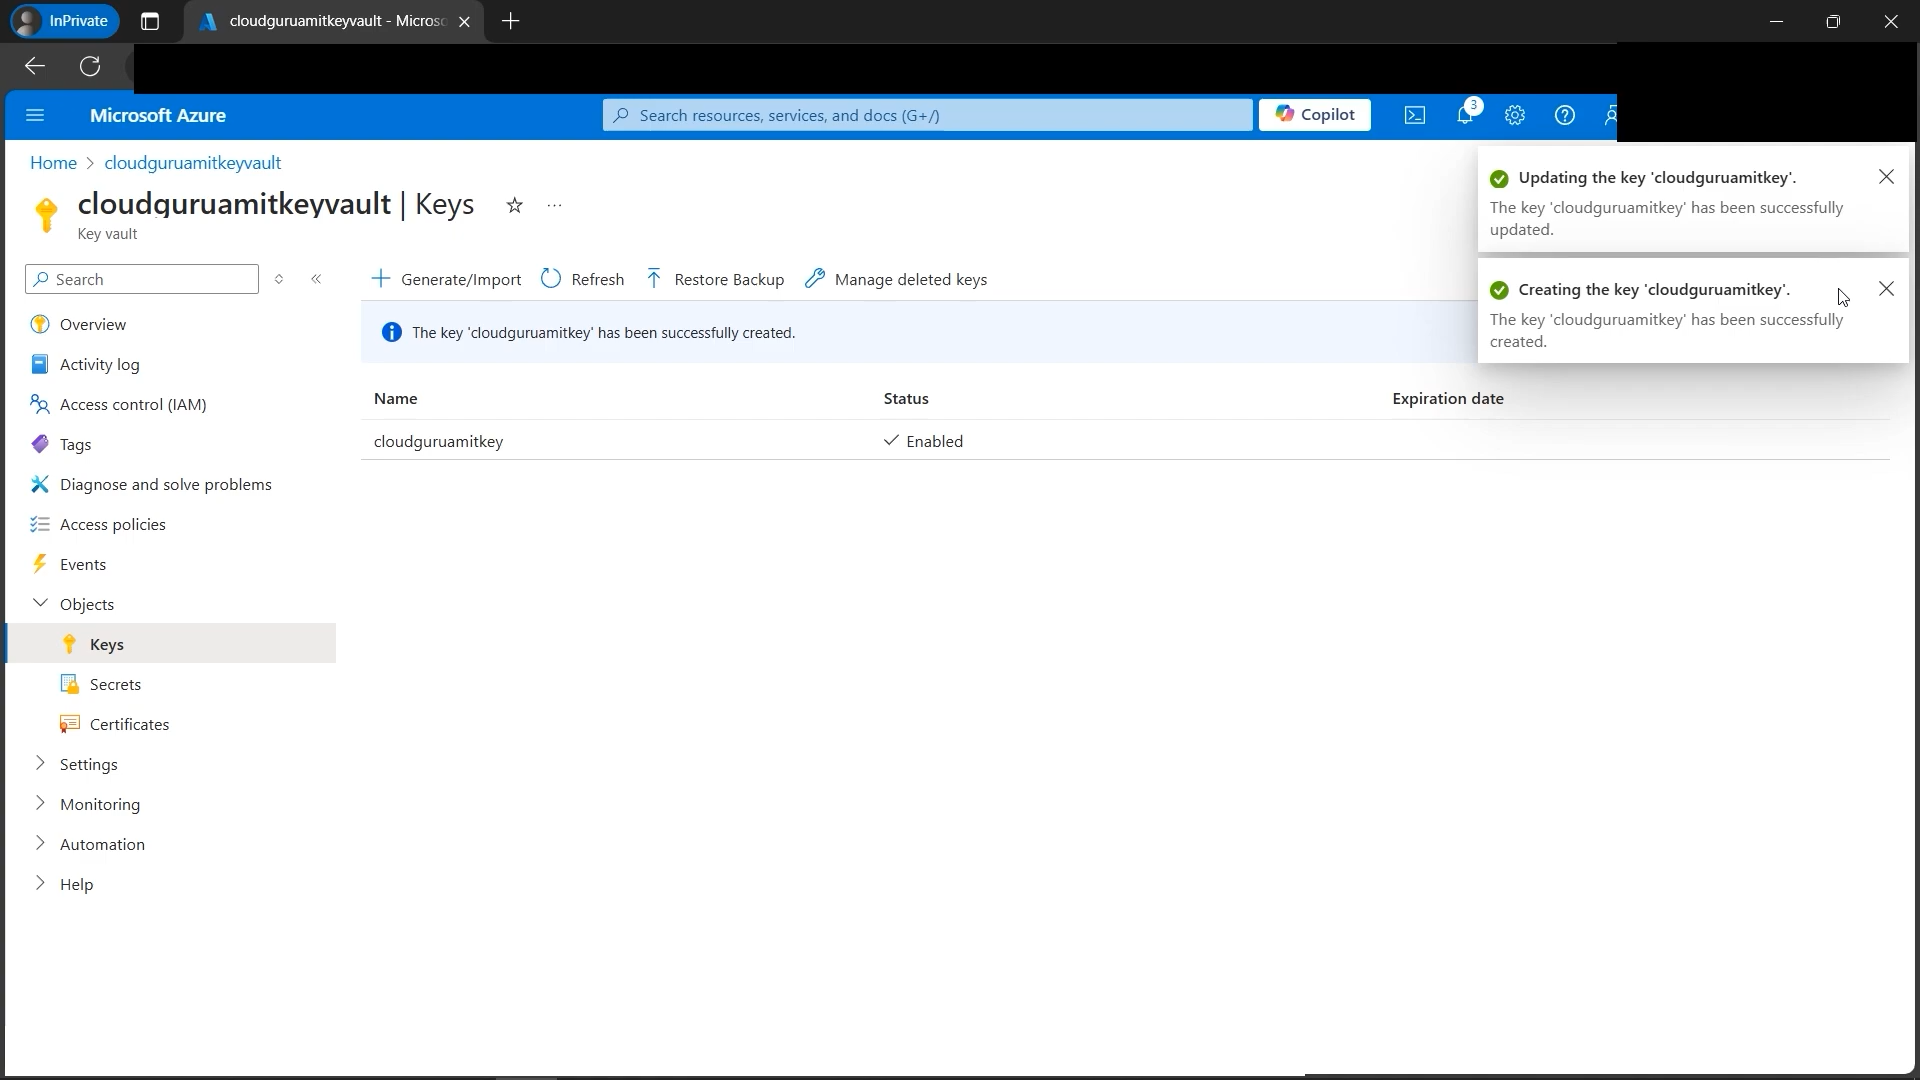 InPrivate
cloudguruamitkeyvault - Microso
Microsoft Azure
Search resources, services, and docs (G+/)
Copilot
3
Home > cloudguruamitkeyvault
cloudguruamitkeyvault | Keys
Key vault
Updating the key 'cloudguruamitkey'.
The key 'cloudguruamitkey' has been successfully
updated.
Creating the key 'cloudguruamitkey'.
The key 'cloudguruamitkey' has been successfully
created.
Search
Generate/Import
Refresh
Restore Backup
Manage deleted keys
The key 'cloudguruamitkey' has been successfully created.
Name
Status
Expiration date
cloudguruamitkey
Enabled
Overview
Activity log
Access control (IAM)
Tags
Diagnose and solve problems
Access policies
Events
Objects
Keys
Secrets
Certificates
Settings
Monitoring
Automation
Help